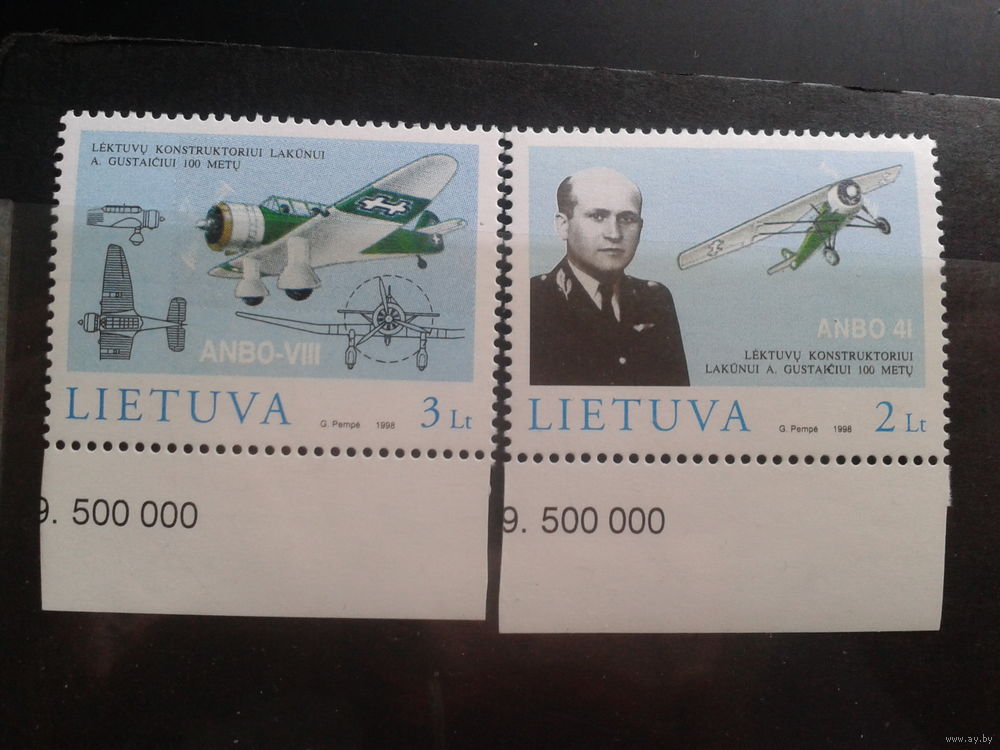 LĖKTUVŲ KONSTRUKTORIUI LAKŪNUI
A. GUSTAIČIUI 100 METŲ
ANBO-VIII
LIETUVA
G. Pempė 1998
3 Lt
9. 500 000
ANBO 41
LĖKTUVŲ KONSTRUKTORIUI
LAKŪNUI A. GUSTAIČIUI 100 METŲ
LIETUVA
G. Pempė 1998
2 Lt
9. 500 000
www.ay.by